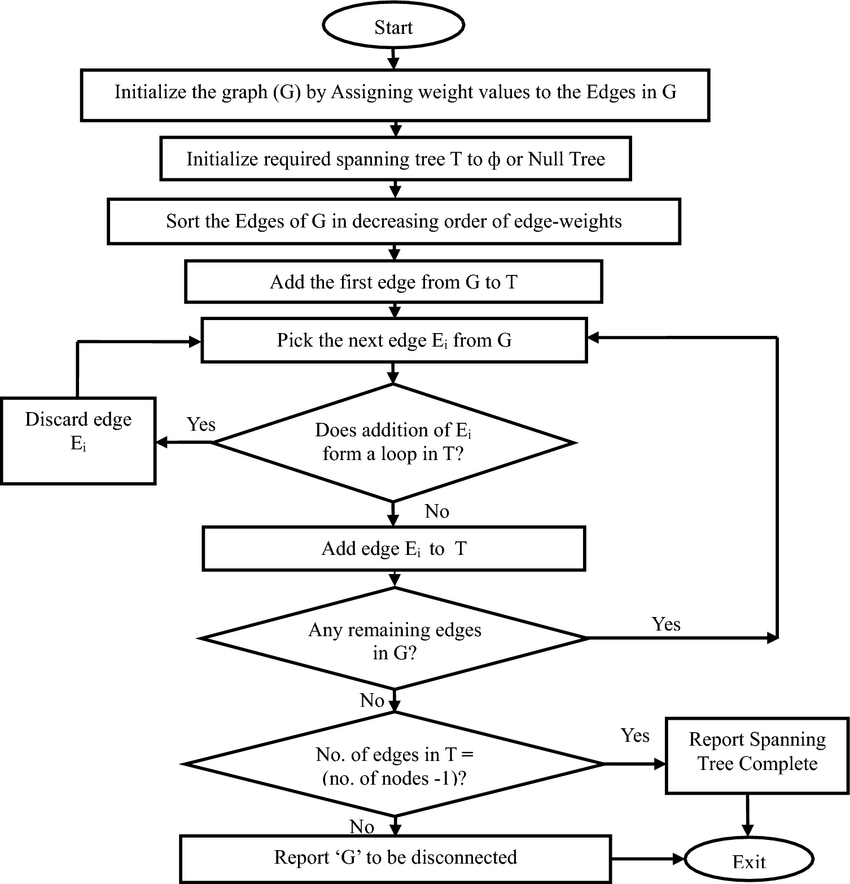 Start
Initialize the graph (G) by Assigning weight values to the Edges in G
Initialize required spanning tree T to ф or Null Tree
Sort the Edges of G in decreasing order of edge-weights
Add the first edge from G to T
Pick the next edge Ei from G
Discard edge
Ei
Yes
Does addition of Ei
form a loop in T?
No
Add edge Ei to T
Any remaining edges
in G?
Yes
No
No. of edges in T =
(no. of nodes -1)?
Yes
Report Spanning
Tree Complete
No
Report ‘G’ to be disconnected
Exit